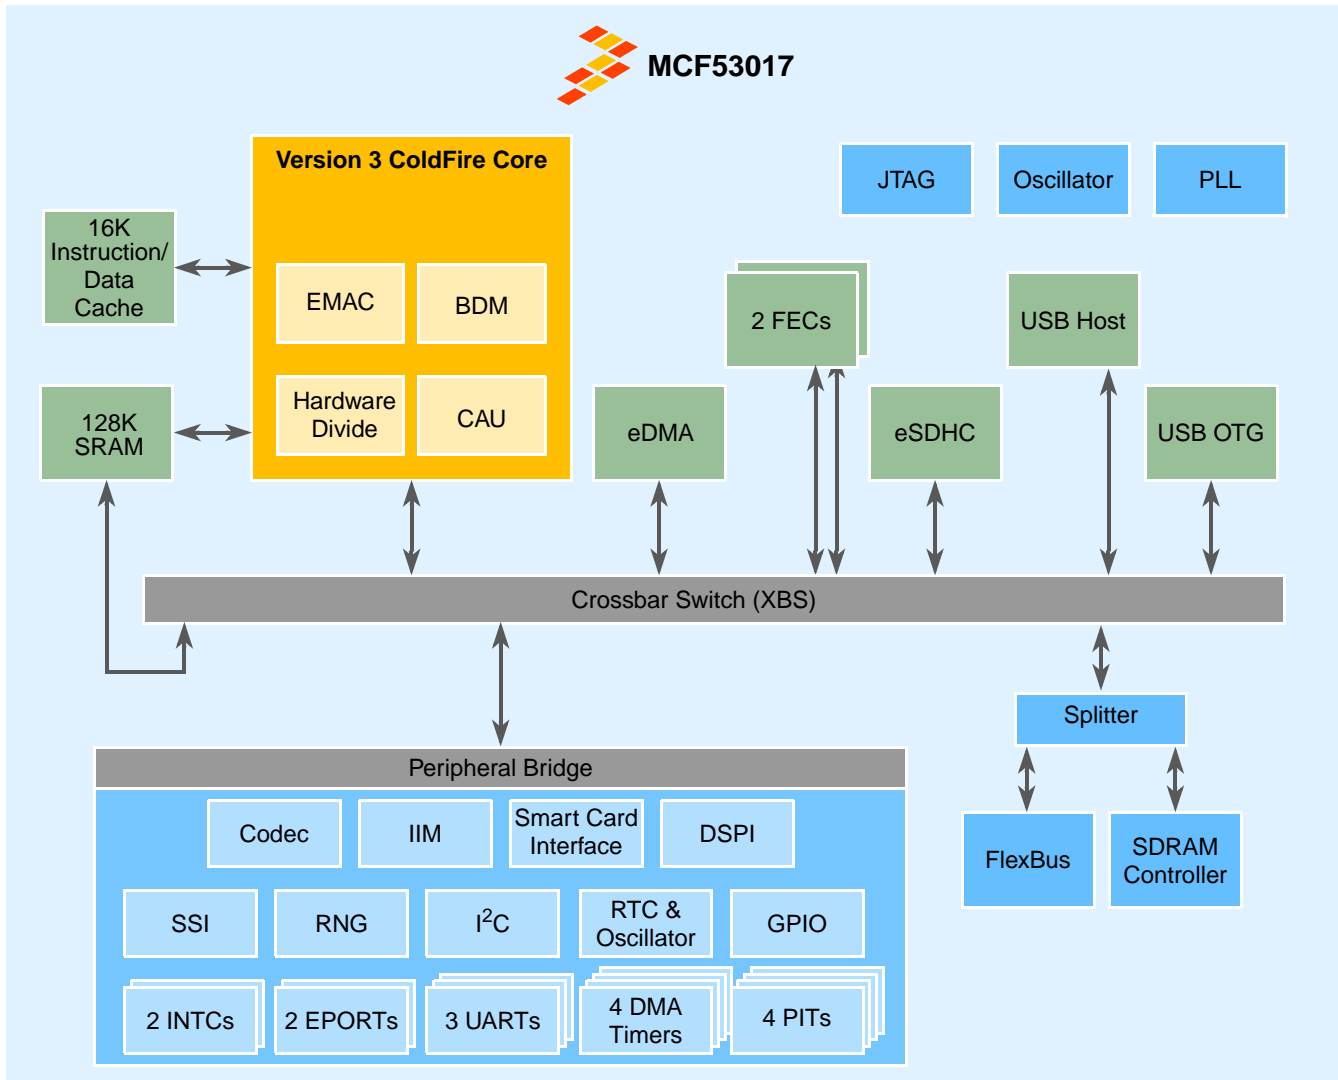 MCF53017
Version 3 ColdFire Core
JTAG
Oscillator
PLL
16K
Instruction/
Data
Cache
EMAC
BDM
2 FECs
USB Host
128K
SRAM
Hardware
Divide
CAU
eDMA
eSDHC
USB OTG
Crossbar Switch (XBS)
Splitter
Peripheral Bridge
Codec
IIM
Smart Card
Interface
DSPI
FlexBus
SDRAM
Controller
SSI
RNG
I²C
RTC &
Oscillator
GPIO
2 INTCs
2 EPORTs
3 UARTs
4 DMA
Timers
4 PITs